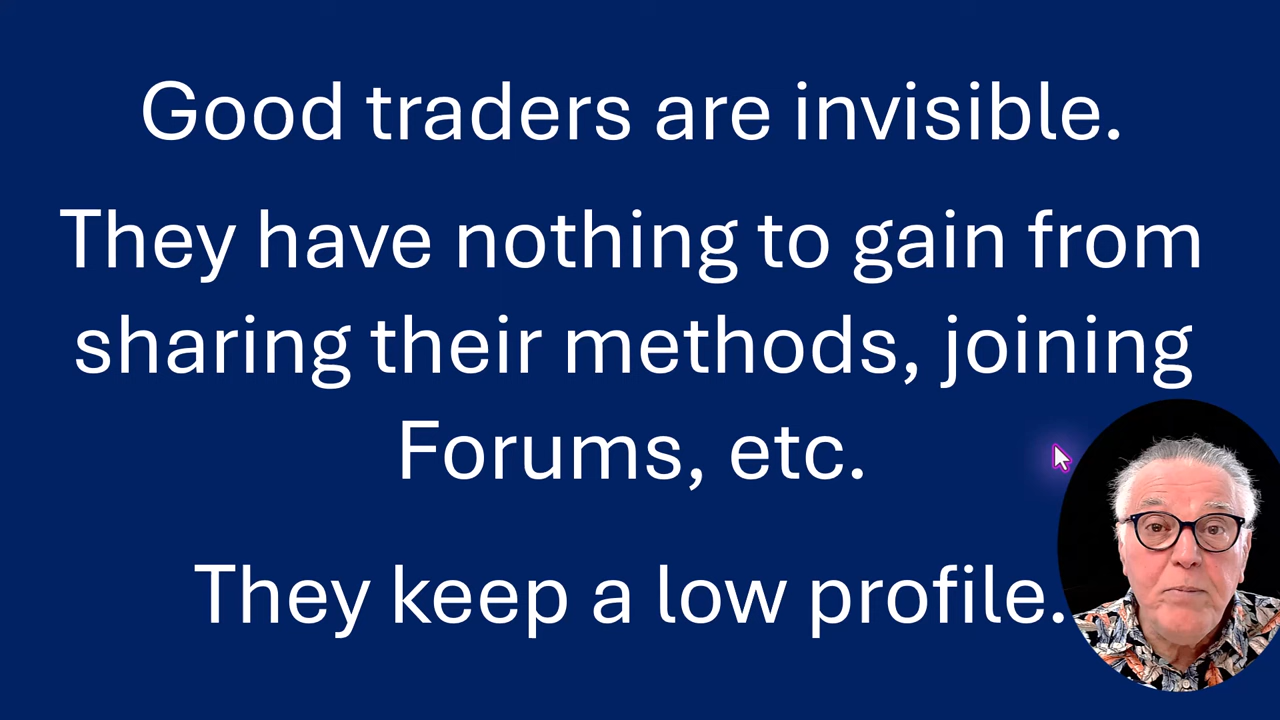 Good traders are invisible.
They have nothing to gain from
sharing their methods, joining
Forums, etc.
They keep a low profile.